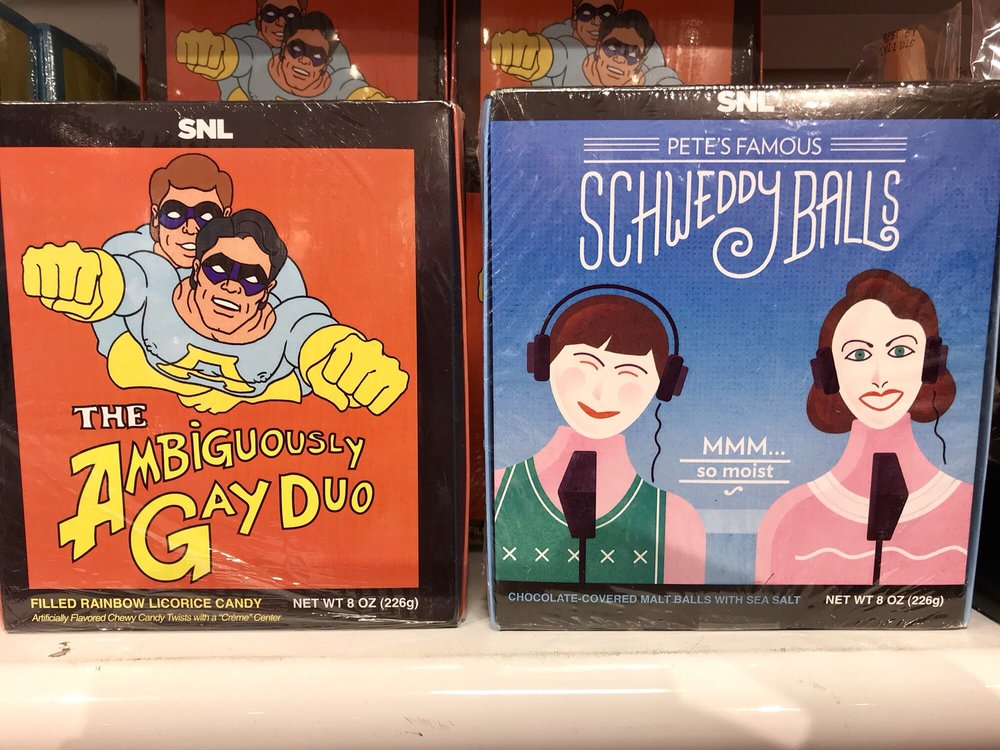 SNL
THE
AMBIGUOUSLY
GAY DUO
FILLED RAINBOW LICORICE CANDY NET WT 8 OZ (226g)
Artificially Flavored Chewy Candy Twists with a "Crème" Center
SNL
PETE'S FAMOUS
SCHWEDDY BALLS
MMM...
so moist
CHOCOLATE-COVERED MALT BALLS WITH SEA SALT NET WT 8 OZ (226g)